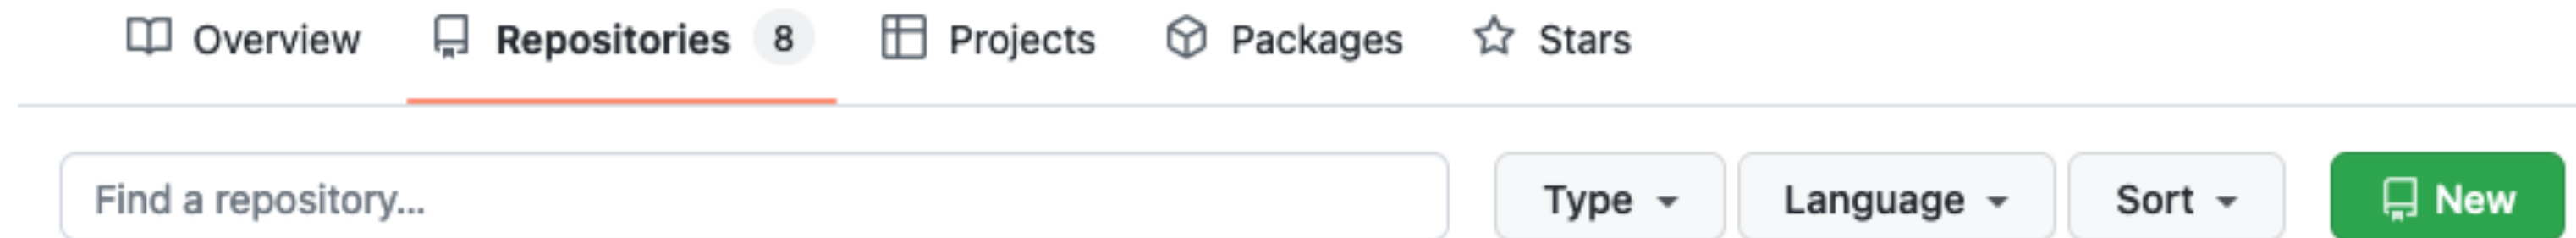 Overview Repositories 8 Projects Packages Stars
Find a repository... Type Language Sort New